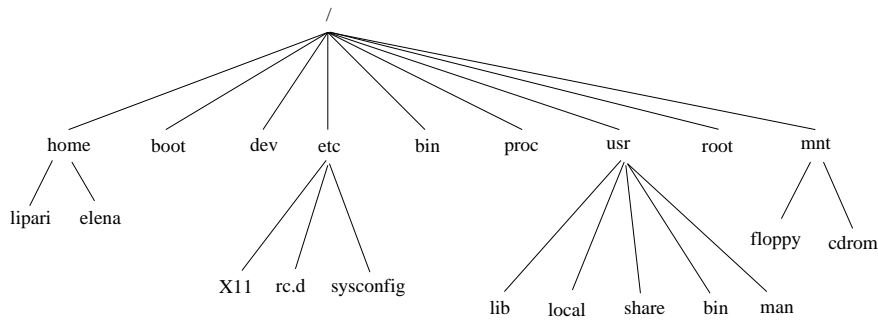 /
home boot dev etc bin proc usr root mnt
lipari elena
floppy cdrom
X11 rc.d sysconfig
lib local share bin man